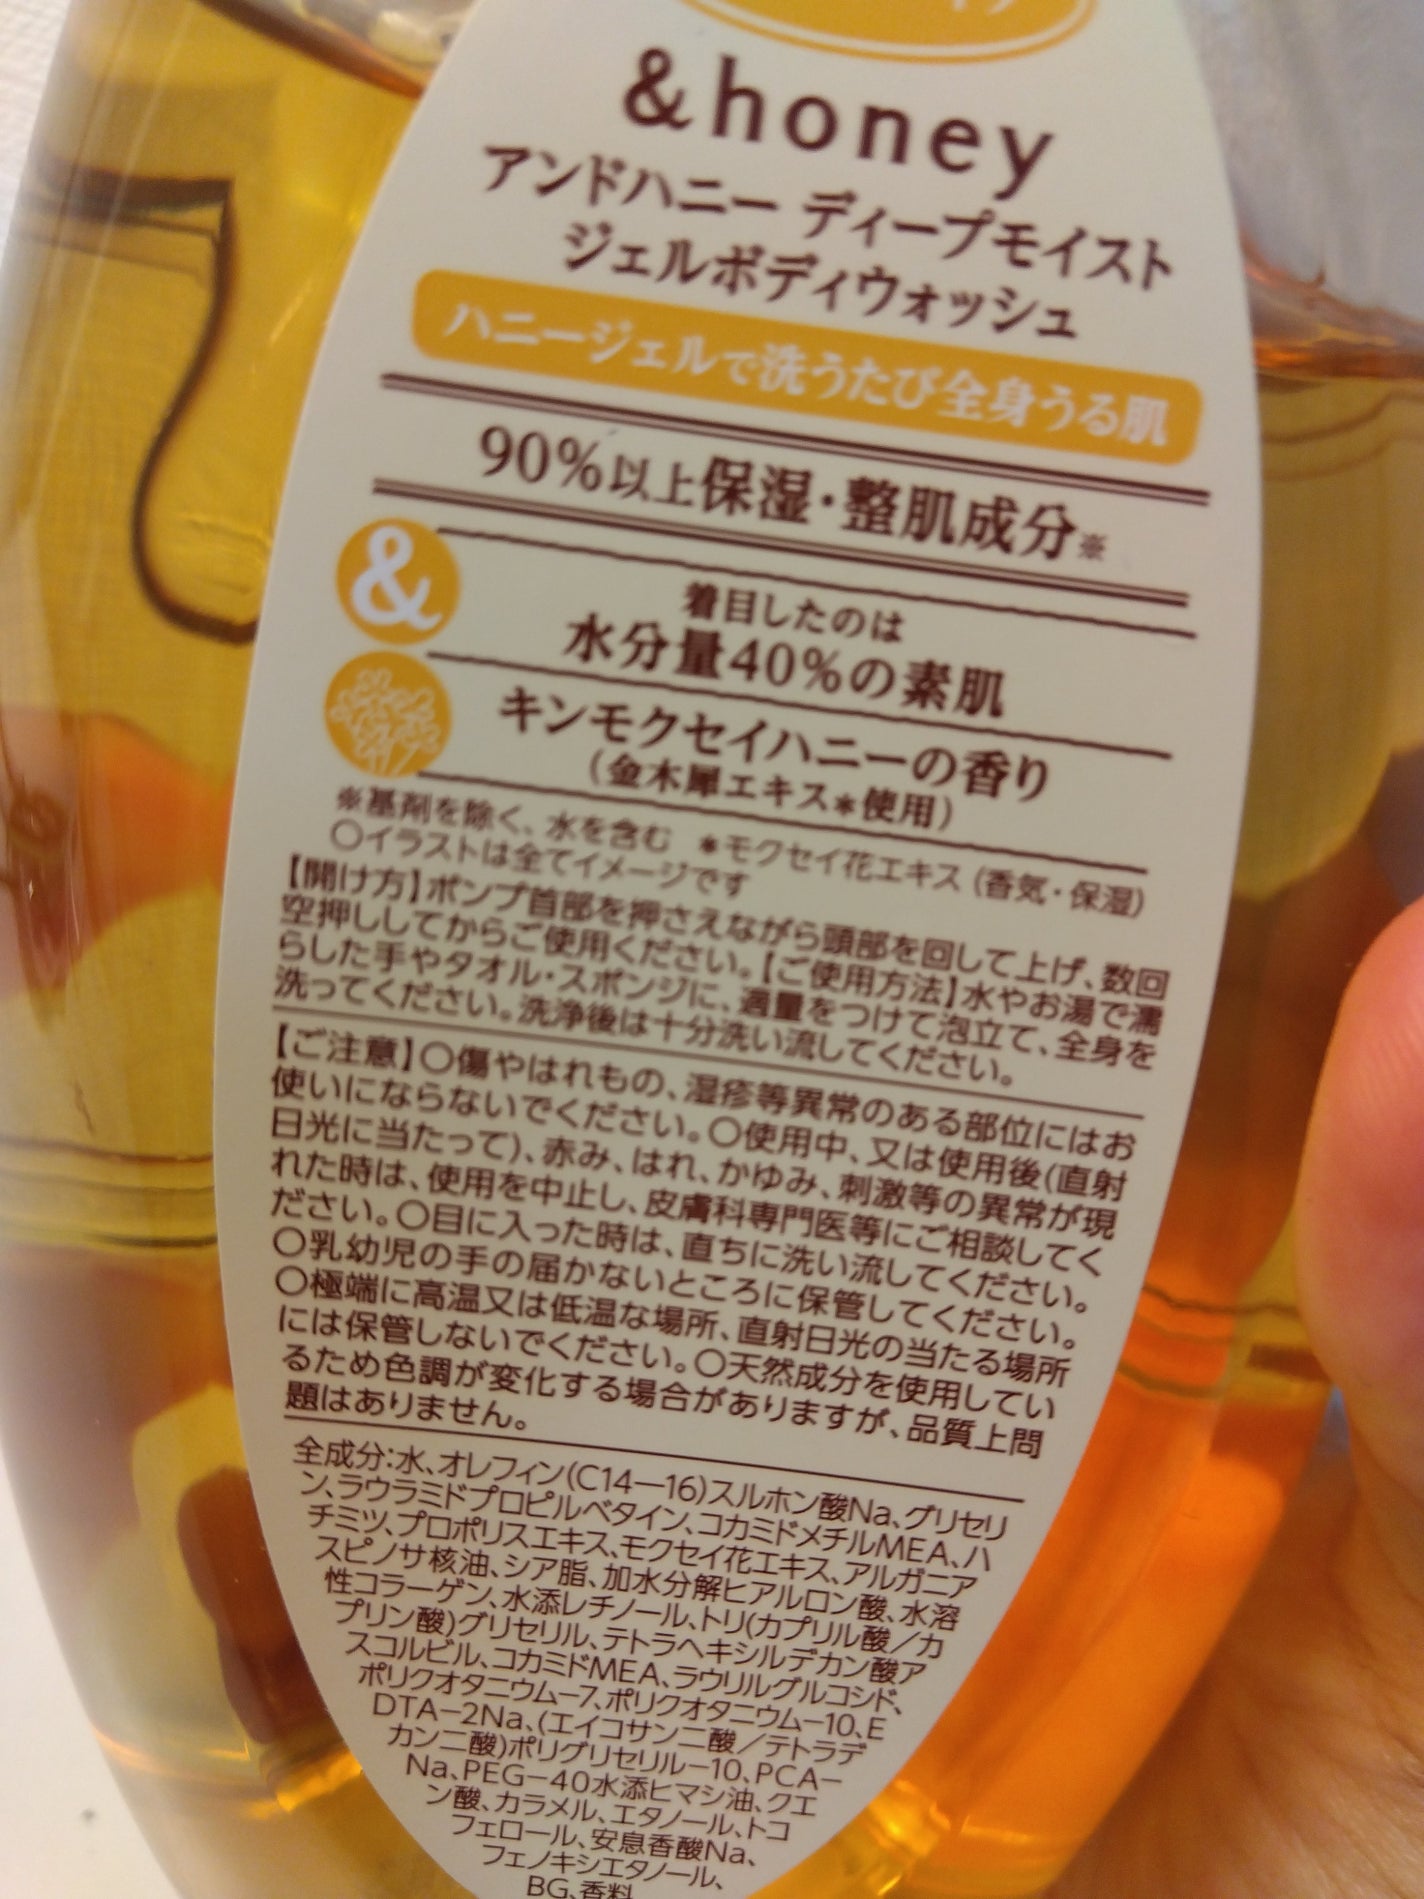 &honey
アンドハニー ディープモイスト
ジェルボディウォッシュ
ハニージェルで洗うたび全身うる肌
90%以上保湿・整肌成分※
&
着目したのは
水分量40%の素肌
キンモクセイハニーの香り
(金木犀エキス*使用)
※基剤を除く、水を含む *モクセイ花エキス(香気・保湿)
○イラストは全てイメージです
【開け方】ポンプ首部を押さえながら頭部を回して上げ、数回
空押ししてからご使用ください。【ご使用方法】水やお湯で濡
らした手やタオル・スポンジに、適量をつけて泡立て、全身を
洗ってください。洗浄後は十分洗い流してください。
【ご注意】○傷やはれもの、湿疹等異常のある部位にはお
使いにならないでください。○使用中、又は使用後(直射
日光に当たって)、赤み、はれ、かゆみ、刺激等の異常が現
れた時は、使用を中止し、皮膚科専門医等にご相談してく
ださい。○目に入った時は、直ちに洗い流してください。
○乳幼児の手の届かないところに保管してください。
○極端に高温又は低温な場所、直射日光の当たる場所
には保管しないでください。○天然成分を使用してい
るため色調が変化する場合がありますが、品質上問
題はありません。
全成分:水、オレフィン(C14ー16)スルホン酸Na、グリセリ
ン、ラウラミドプロピルベタイン、コカミドメチルMEA、ハ
チミツ、プロポリスエキス、モクセイ花エキス、アルガニア
スピノサ核油、シア脂、加水分解ヒアルロン酸、水溶
性コラーゲン、水添レチノール、トリ(カプリル酸/カ
プリン酸)グリセリル、テトラヘキシルデカン酸ア
スコルビル、コカミドMEA、ラウリルグルコシド、
ポリクオタニウムー7、ポリクオタニウムー10、E
DTAー2Na、(エイコサン二酸/テトラデ
カン二酸)ポリグリセリルー10、PCAー
Na、PEGー40水添ヒマシ油、クエ
ン酸、カラメル、エタノール、トコ
フェロール、安息香酸Na、
フェノキシエタノール、
BG、香料